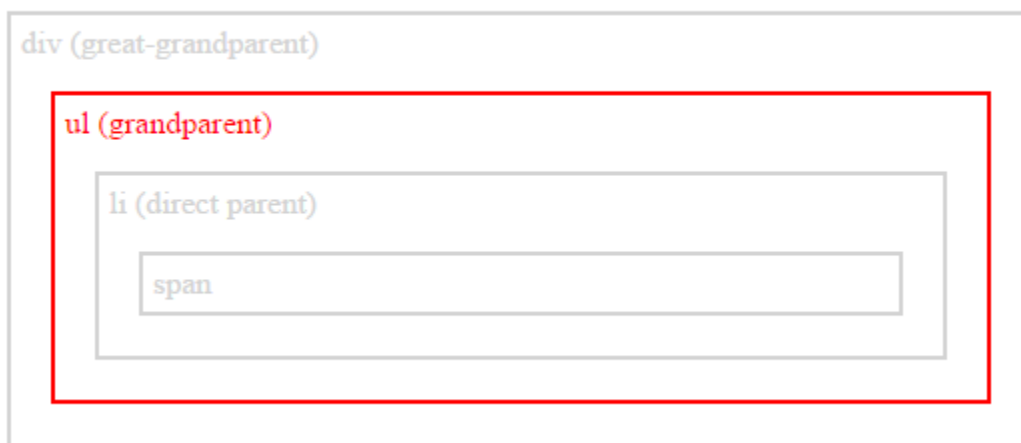 div (great-grandparent)
ul (grandparent)
li (direct parent)
span